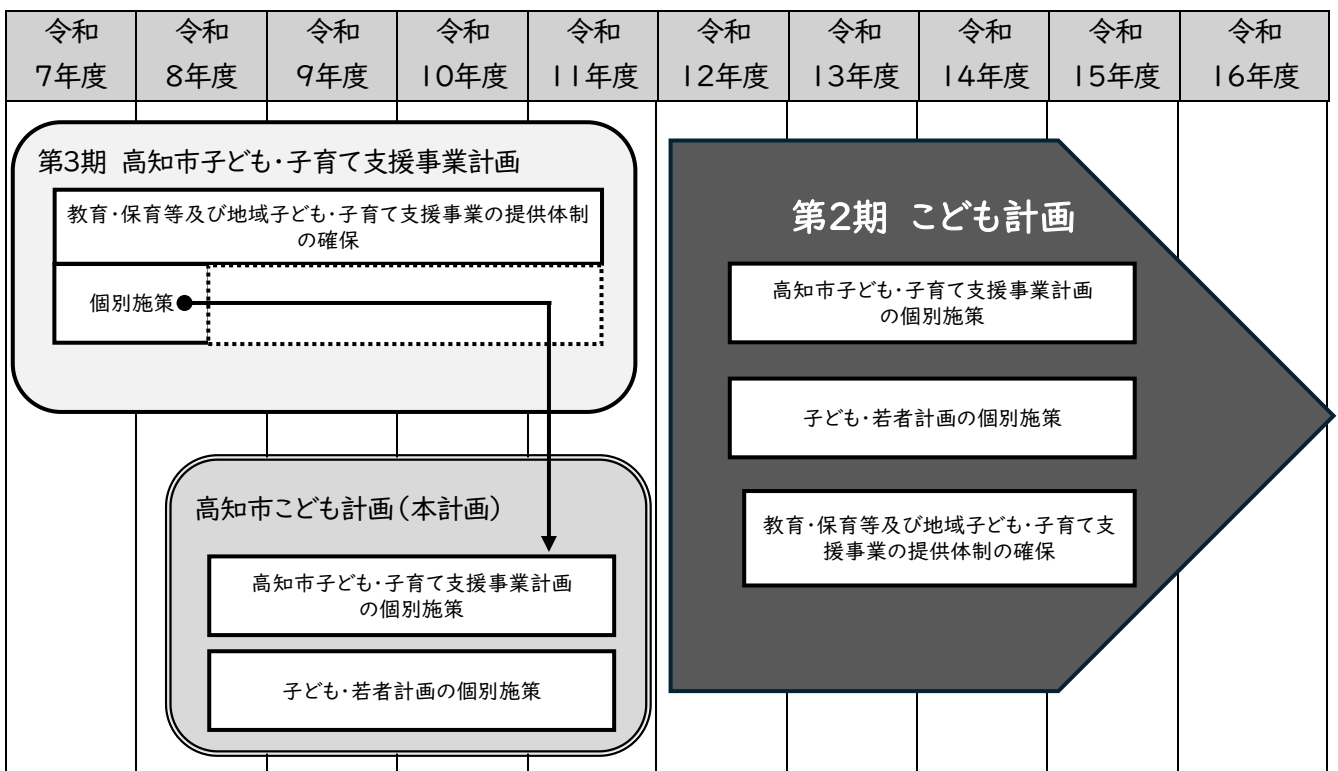 令和 令和 令和 令和 令和 令和 令和 令和 令和 令和
7年度 8年度 9年度 10年度 11年度 12年度 13年度 14年度 15年度 16年度
第3期 高知市子ども・子育て支援事業計画
教育・保育等及び地域子ども・子育て支援事業の提供体制
の確保
個別施策
高知市こども計画(本計画)
高知市子ども・子育て支援事業計画
の個別施策
子ども・若者計画の個別施策
第2期 こども計画
高知市子ども・子育て支援事業計画
の個別施策
子ども・若者計画の個別施策
教育・保育等及び地域子ども・子育て支
援事業の提供体制の確保